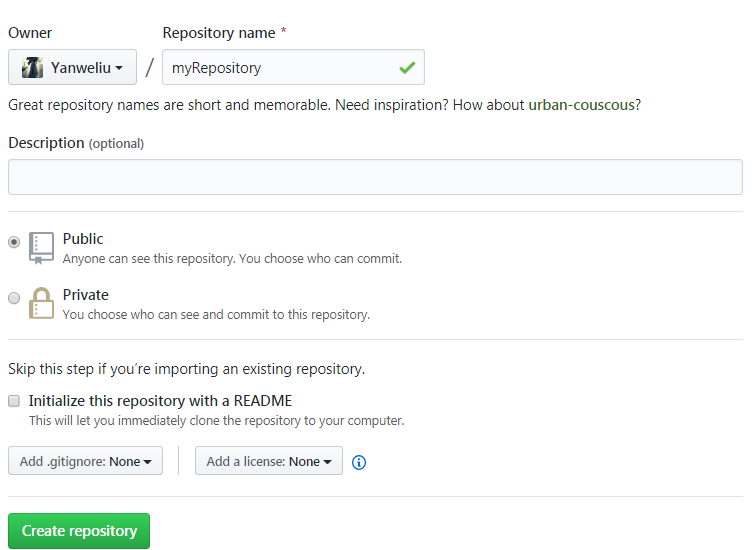 Owner Repository name *
Yanweliu / myRepository
Great repository names are short and memorable. Need inspiration? How about urban-couscous?
Description (optional)
Public
Anyone can see this repository. You choose who can commit.
Private
You choose who can see and commit to this repository.
Skip this step if you’re importing an existing repository.
Initialize this repository with a README
This will let you immediately clone the repository to your computer.
Add .gitignore: None Add a license: None
Create repository